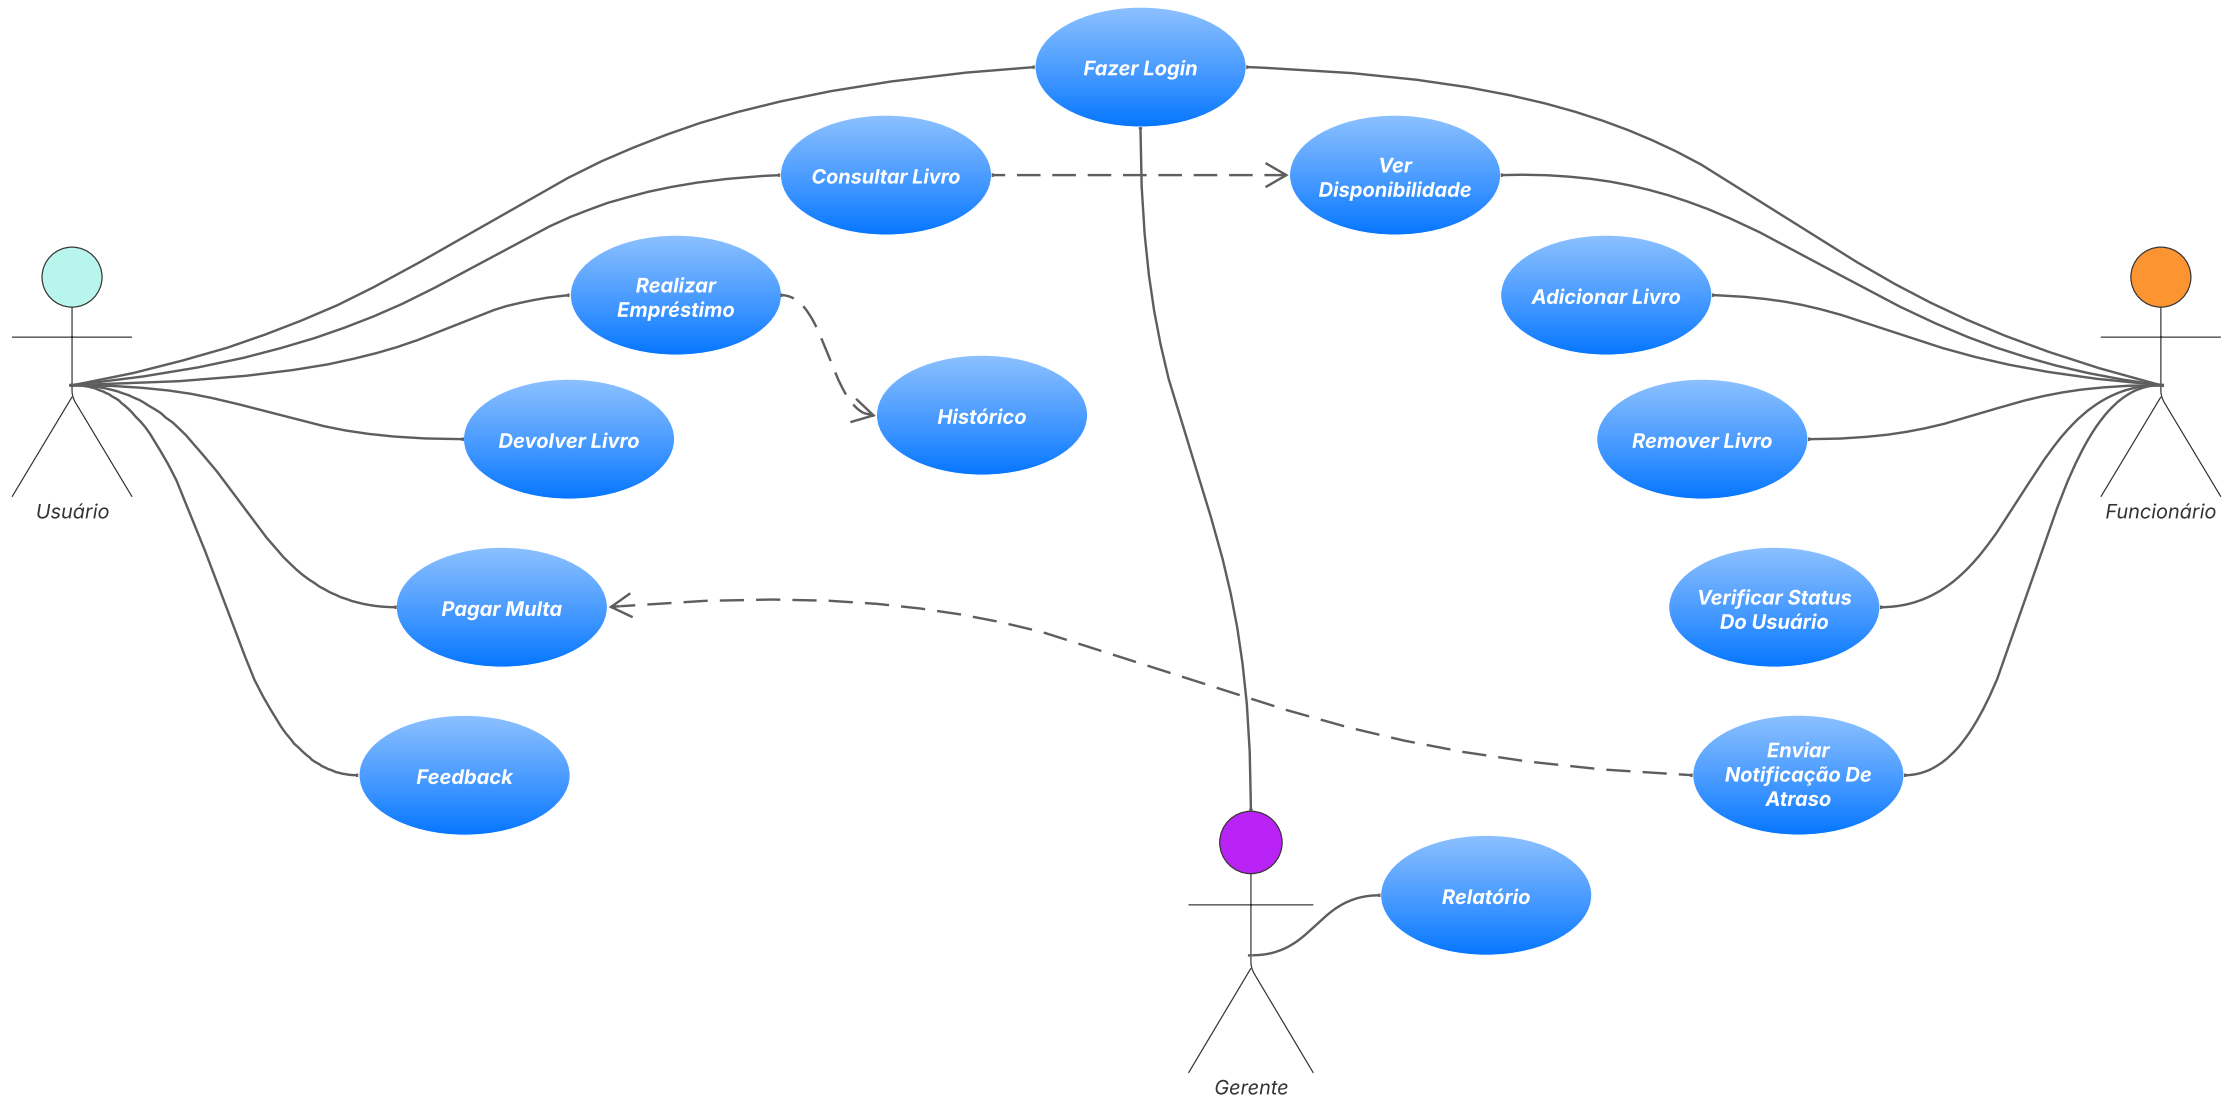 Fazer Login
Consultar Livro
Ver
Disponibilidade
Realizar
Empréstimo
Adicionar Livro
Histórico
Devolver Livro
Remover Livro
Usuário
Funcionário
Pagar Multa
Verificar Status
Do Usuário
Feedback
Enviar
Notificação De
Atraso
Relatório
Gerente